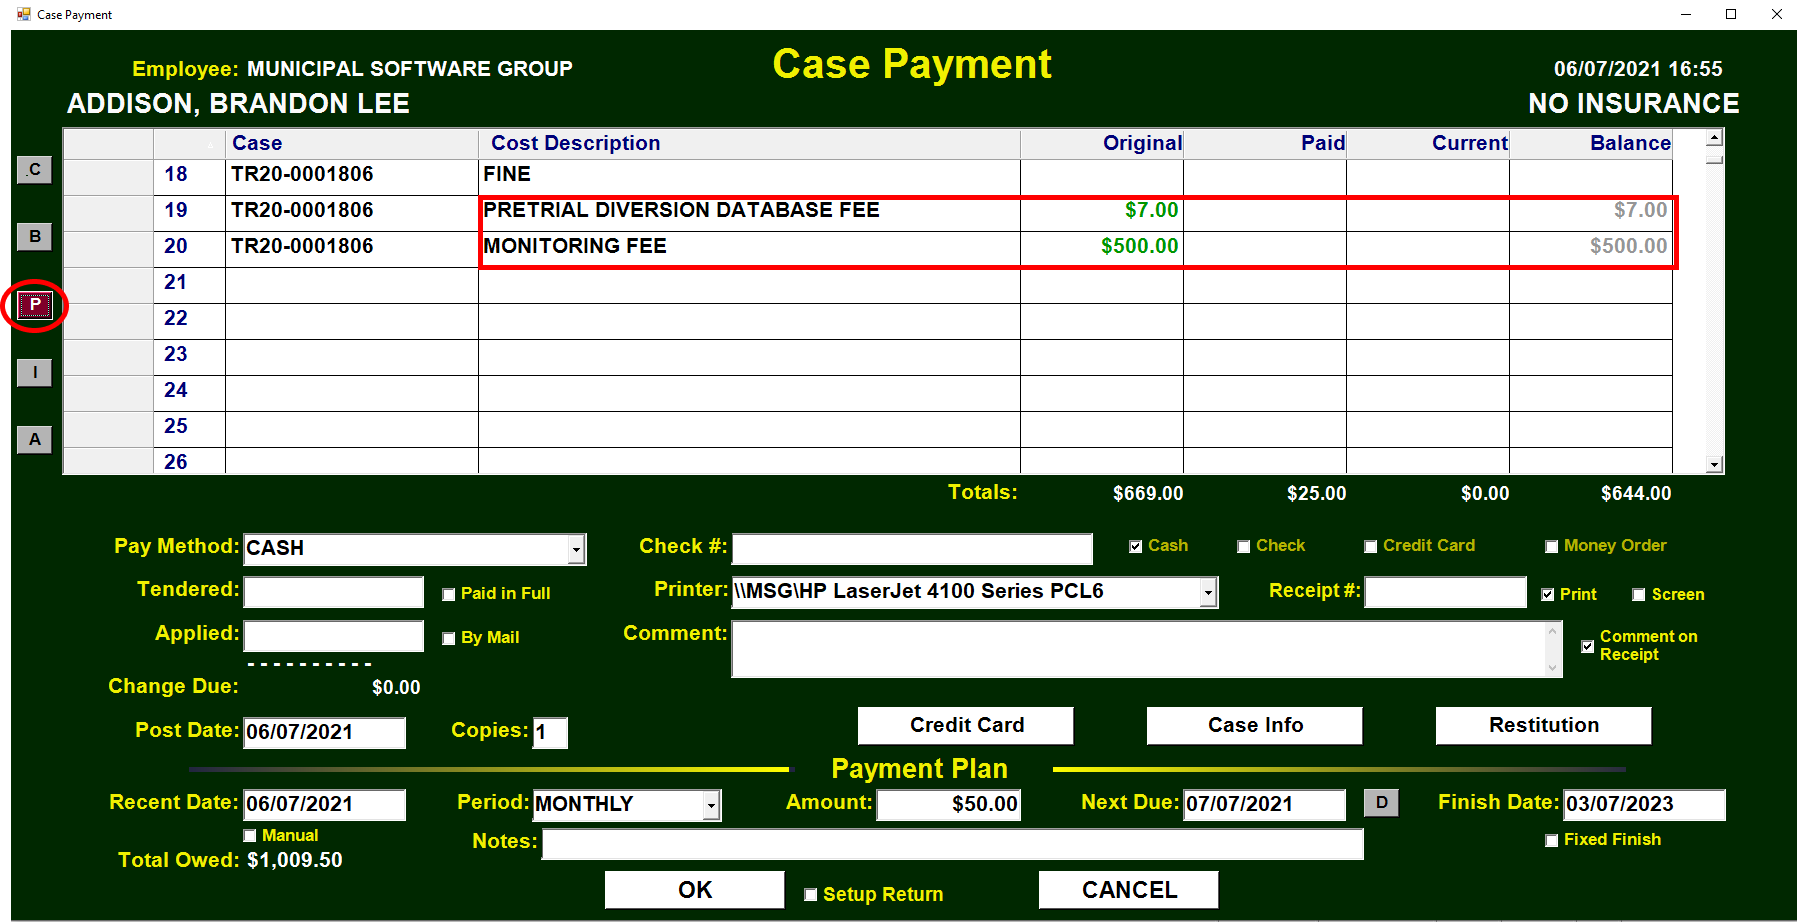 Case Payment
Employee: MUNICIPAL SOFTWARE GROUP
Case Payment
06/07/2021 16:55
ADDISON, BRANDON LEE
NO INSURANCE
Case Cost Description Original Paid Current Balance
18 TR20-0001806 FINE
19 TR20-0001806 PRETRIAL DIVERSION DATABASE FEE $7.00 $7.00
20 TR20-0001806 MONITORING FEE $500.00 $500.00
21
22
23
24
25
26
.C
B
P
I
A
Totals: $669.00 $25.00 $0.00 $644.00
Pay Method: CASH Check #: Cash Check Credit Card Money Order
Tendered: Paid in Full Printer: \\MSG\HP LaserJet 4100 Series PCL6 Receipt #: Print Screen
Applied: By Mail Comment: Comment on
Receipt
----------
Change Due: $0.00
Post Date: 06/07/2021 Copies: 1 Credit Card Case Info Restitution
Payment Plan
Recent Date: 06/07/2021 Period: MONTHLY Amount: $50.00 Next Due: 07/07/2021 D Finish Date: 03/07/2023
Manual Notes: Fixed Finish
Total Owed: $1,009.50
OK Setup Return CANCEL